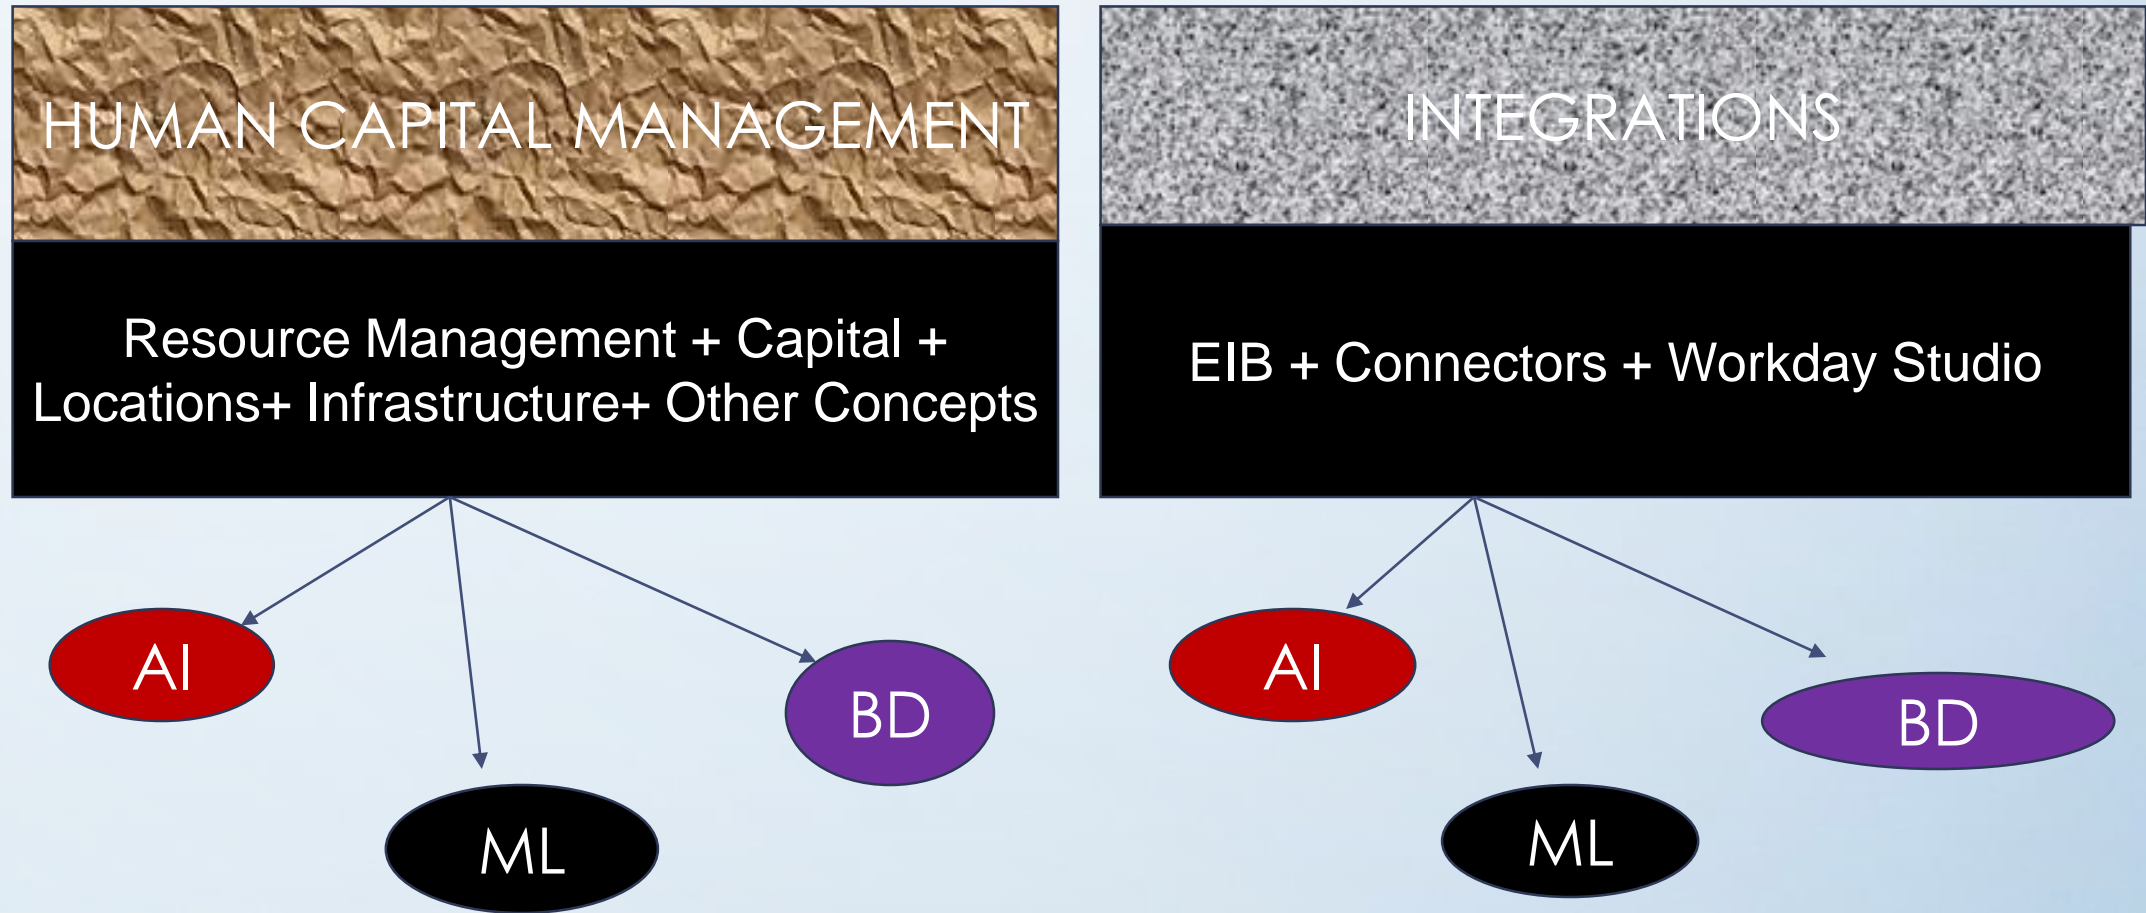 HUMAN CAPITAL MANAGEMENT
Resource Management + Capital +
Locations+ Infrastructure+ Other Concepts
AI
ML
BD
INTEGRATIONS
EIB + Connectors + Workday Studio
AI
ML
BD